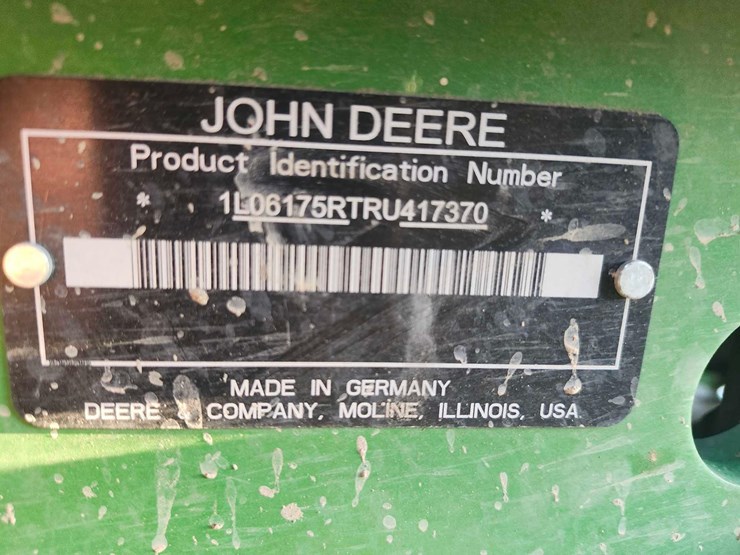 JOHN DEERE
Product Identification Number
* 1L06175RTRU417370 *
MADE IN GERMANY
DEERE & COMPANY, MOLINE, ILLINOIS, USA